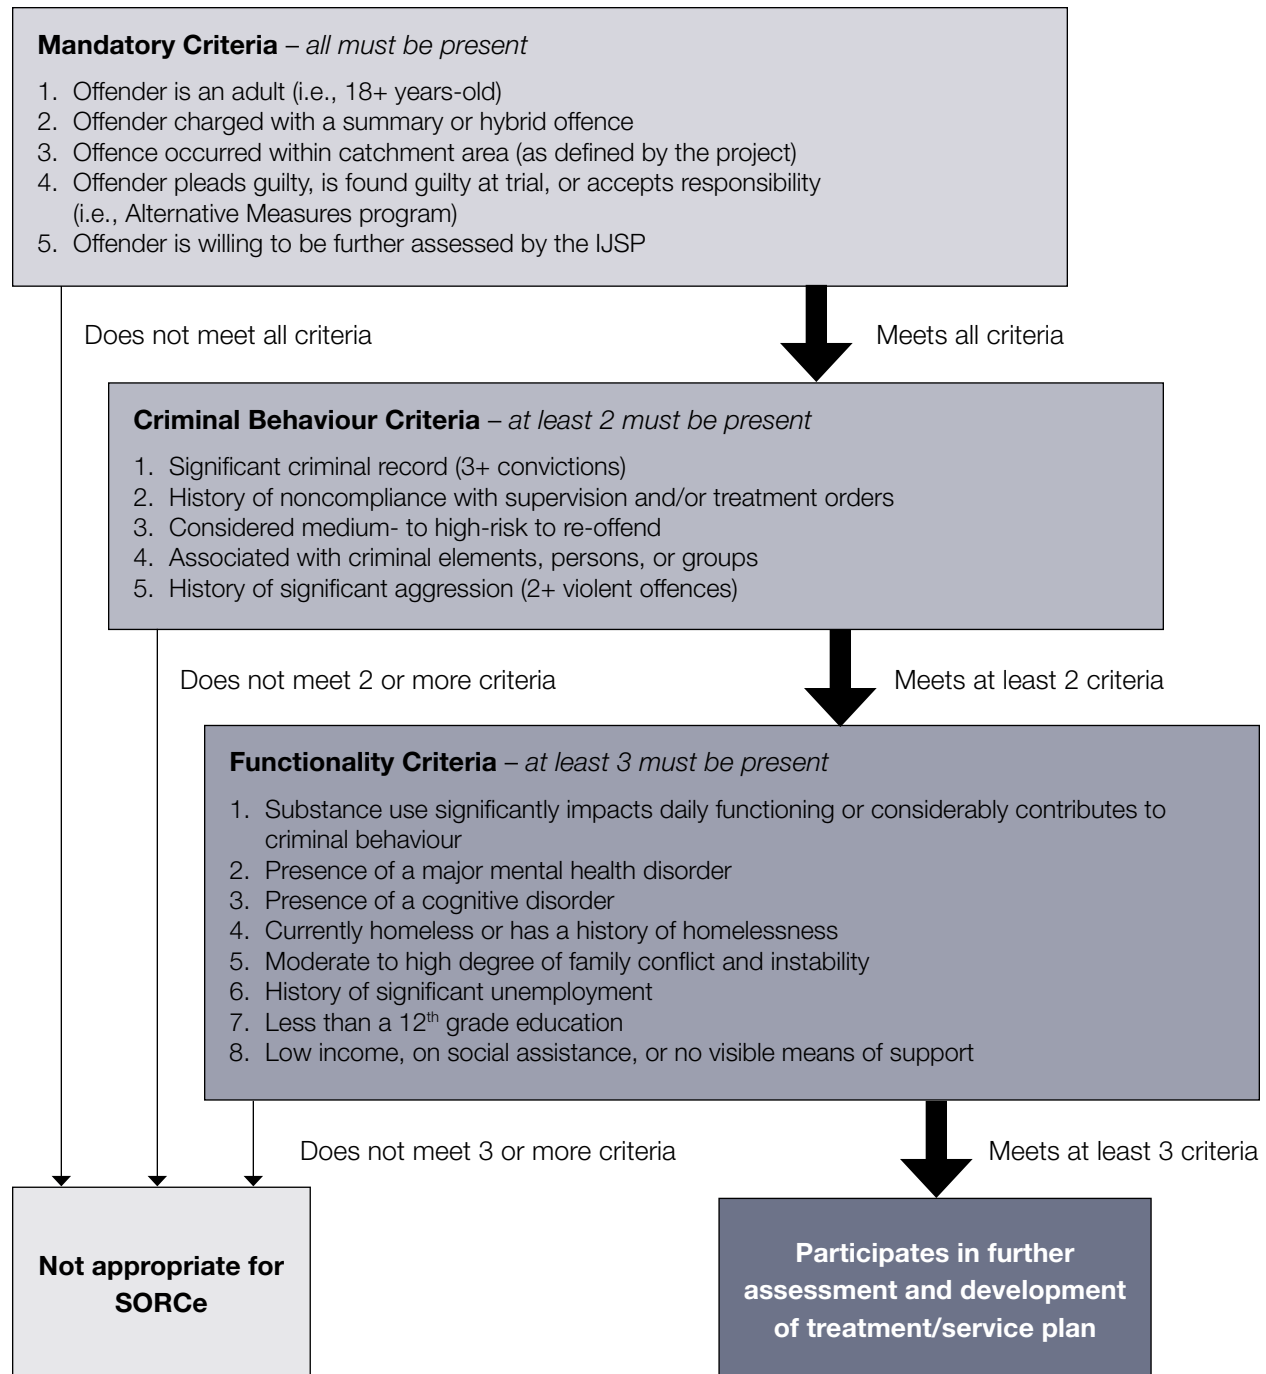 Mandatory Criteria – all must be present
1. Offender is an adult (i.e., 18+ years-old)
2. Offender charged with a summary or hybrid offence
3. Offence occurred within catchment area (as defined by the project)
4. Offender pleads guilty, is found guilty at trial, or accepts responsibility
(i.e., Alternative Measures program)
5. Offender is willing to be further assessed by the IJSP
Does not meet all criteria
Meets all criteria
Criminal Behaviour Criteria – at least 2 must be present
1. Significant criminal record (3+ convictions)
2. History of noncompliance with supervision and/or treatment orders
3. Considered medium- to high-risk to re-offend
4. Associated with criminal elements, persons, or groups
5. History of significant aggression (2+ violent offences)
Does not meet 2 or more criteria
Meets at least 2 criteria
Functionality Criteria – at least 3 must be present
1. Substance use significantly impacts daily functioning or considerably contributes to
criminal behaviour
2. Presence of a major mental health disorder
3. Presence of a cognitive disorder
4. Currently homeless or has a history of homelessness
5. Moderate to high degree of family conflict and instability
6. History of significant unemployment
7. Less than a 12th grade education
8. Low income, on social assistance, or no visible means of support
Does not meet 3 or more criteria
Meets at least 3 criteria
Not appropriate for
SORCe
Participates in further
assessment and development
of treatment/service plan